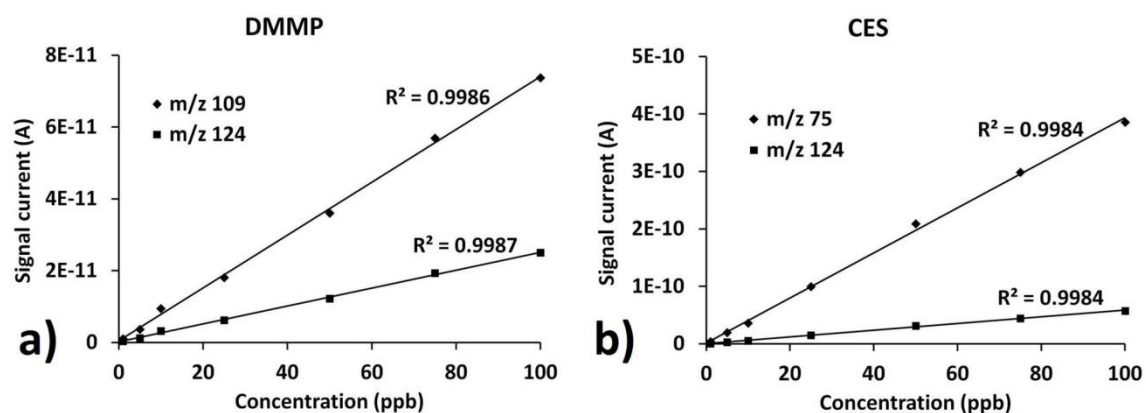 DMMP
8E-11
6E-11
4E-11
2E-11
0
Signal current (A)
m/z 109
m/z 124
R² = 0.9986
R² = 0.9987
0 20 40 60 80 100
Concentration (ppb)
a)
CES
5E-10
4E-10
3E-10
2E-10
1E-10
0
Signal current (A)
m/z 75
m/z 124
R² = 0.9984
R² = 0.9984
0 20 40 60 80 100
Concentration (ppb)
b)